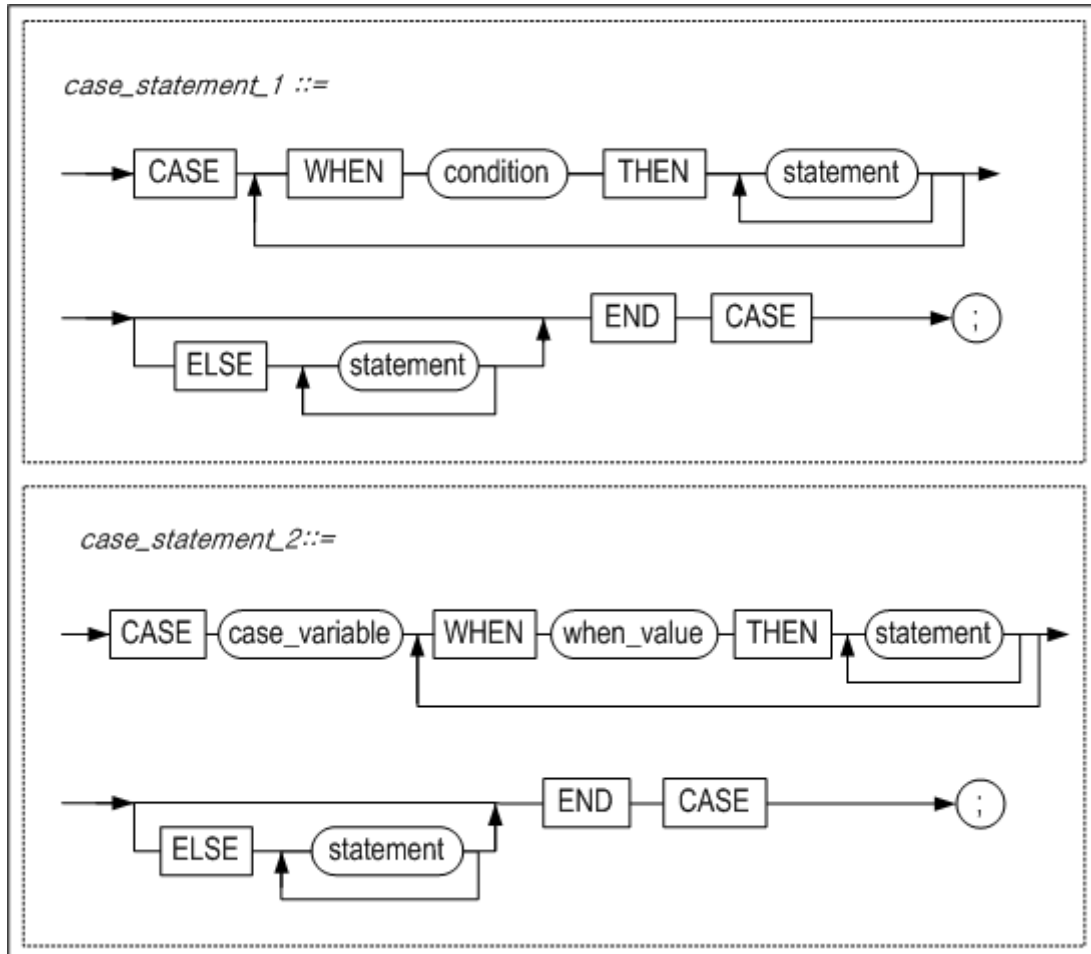 case_statement_1 ::=
CASE WHEN condition THEN statement
ELSE statement END CASE ;
case_statement_2::=
CASE case_variable WHEN when_value THEN statement
ELSE statement END CASE ;